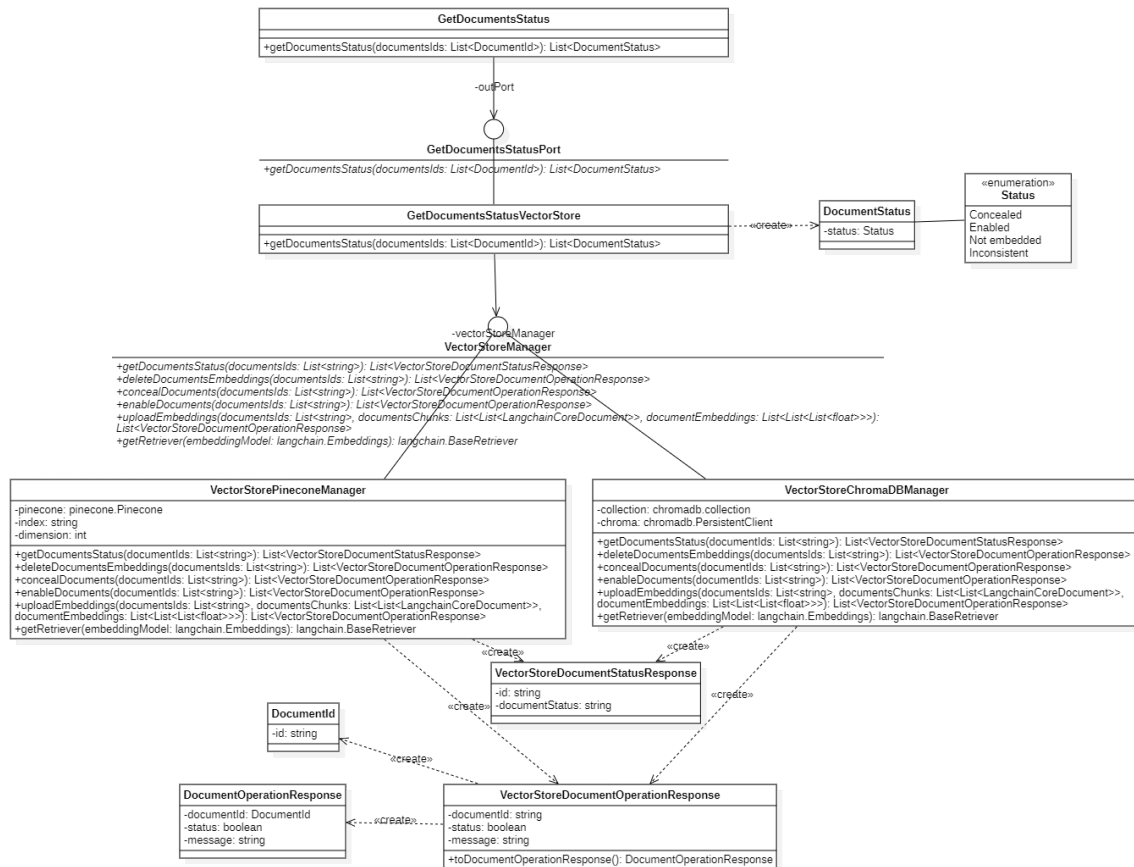 GetDocumentsStatus
+getDocumentsStatus(documentsIds: List<DocumentId>): List<DocumentStatus>
-outPort
GetDocumentsStatusPort
+getDocumentsStatus(documentsIds: List<DocumentId>): List<DocumentStatus>
GetDocumentsStatusVectorStore
+getDocumentsStatus(documentsIds: List<DocumentId>): List<DocumentStatus>
«create»
DocumentStatus
-status: Status
«enumeration»
Status
Concealed
Enabled
Not embedded
Inconsistent
-vectorStoreManager
VectorStoreManager
+getDocumentsStatus(documentsIds: List<string>): List<VectorStoreDocumentStatusResponse>
+deleteDocumentsEmbeddings(documentsIds: List<string>): List<VectorStoreDocumentOperationResponse>
+concealDocuments(documentIds: List<string>): List<VectorStoreDocumentOperationResponse>
+enableDocuments(documentIds: List<string>): List<VectorStoreDocumentOperationResponse>
+uploadEmbeddings(documentsIds: List<string>, documentsChunks: List<List<LangchainCoreDocument>>, documentEmbeddings: List<List<List<float>>>):
List<VectorStoreDocumentOperationResponse>
+getRetriever(embeddingModel: langchain.Embeddings): langchain.BaseRetriever
VectorStorePineconeManager
-pinecone: pinecone.Pinecone
-index: string
-dimension: int
+getDocumentsStatus(documentIds: List<string>): List<VectorStoreDocumentStatusResponse>
+deleteDocumentsEmbeddings(documentsIds: List<string>): List<VectorStoreDocumentOperationResponse>
+concealDocuments(documentIds: List<string>): List<VectorStoreDocumentOperationResponse>
+enableDocuments(documentIds: List<string>): List<VectorStoreDocumentOperationResponse>
+uploadEmbeddings(documentsIds: List<string>, documentsChunks: List<List<LangchainCoreDocument>>,
documentEmbeddings: List<List<List<float>>>): List<VectorStoreDocumentOperationResponse>
+getRetriever(embeddingModel: langchain.Embeddings): langchain.BaseRetriever
VectorStoreChromaDBManager
-collection: chromadb.collection
-chroma: chromadb.PersistentClient
+getDocumentsStatus(documentIds: List<string>): List<VectorStoreDocumentStatusResponse>
+deleteDocumentsEmbeddings(documentsIds: List<string>): List<VectorStoreDocumentOperationResponse>
+concealDocuments(documentIds: List<string>): List<VectorStoreDocumentOperationResponse>
+enableDocuments(documentIds: List<string>): List<VectorStoreDocumentOperationResponse>
+uploadEmbeddings(documentsIds: List<string>, documentsChunks: List<List<LangchainCoreDocument>>,
documentEmbeddings: List<List<List<float>>>): List<VectorStoreDocumentOperationResponse>
+getRetriever(embeddingModel: langchain.Embeddings): langchain.BaseRetriever
«create»
«create»
VectorStoreDocumentStatusResponse
-id: string
-documentStatus: string
«create»
«create»
DocumentId
-id: string
«create»
DocumentOperationResponse
-documentId: DocumentId
-status: boolean
-message: string
«create»
VectorStoreDocumentOperationResponse
-documentId: string
-status: boolean
-message: string
+toDocumentOperationResponse(): DocumentOperationResponse